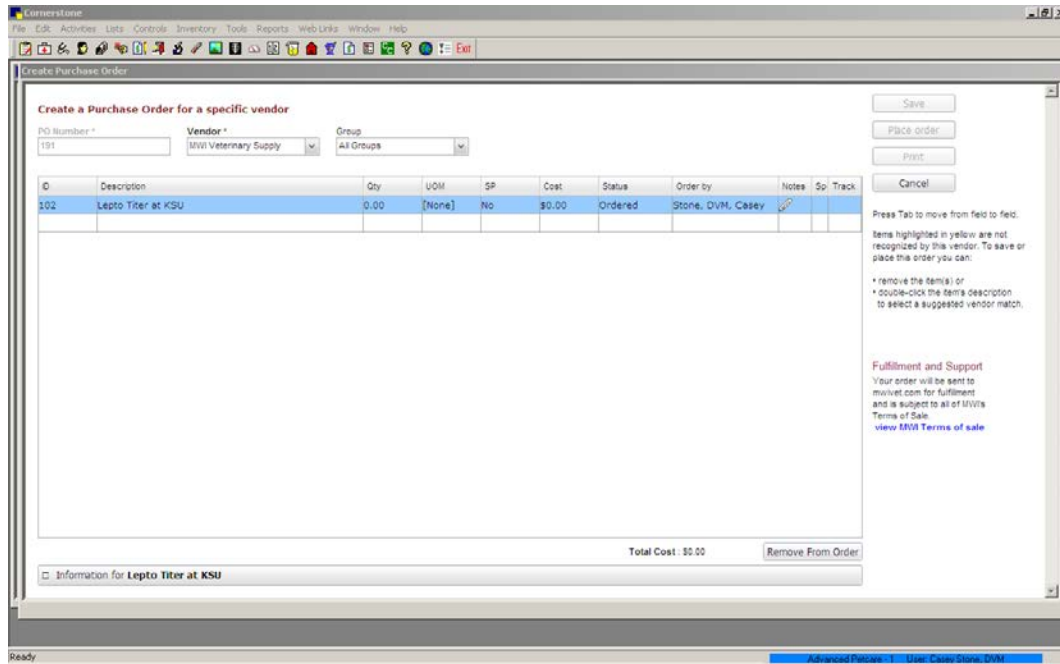 Cornerstone
File Edit Activities Lists Controls Inventory Tools Reports Web Links Window Help
Exit
Create Purchase Order
Create a Purchase Order for a specific vendor
PO Number * Vendor * Group
191 MWI Veterinary Supply All Groups
ID Description Qty UOM SP Cost Status Order by Notes Sp Track
102 Lepto Titer at KSU 0.00 [None] No $0.00 Ordered Stone, DVM, Casey
Total Cost : $0.00 Remove From Order
Information for Lepto Titer at KSU
Save
Place order
Print
Cancel
Press Tab to move from field to field.
Items highlighted in yellow are not
recognized by this vendor. To save or
place this order you can:
• remove the item(s) or
• double-click the item's description
to select a suggested vendor match.
Fulfillment and Support
Your order will be sent to
mwivet.com for fulfillment
and is subject to all of MWI's
Terms of Sale.
view MWI Terms of sale
Ready Advanced Petcare - 1 User: Casey Stone, DVM